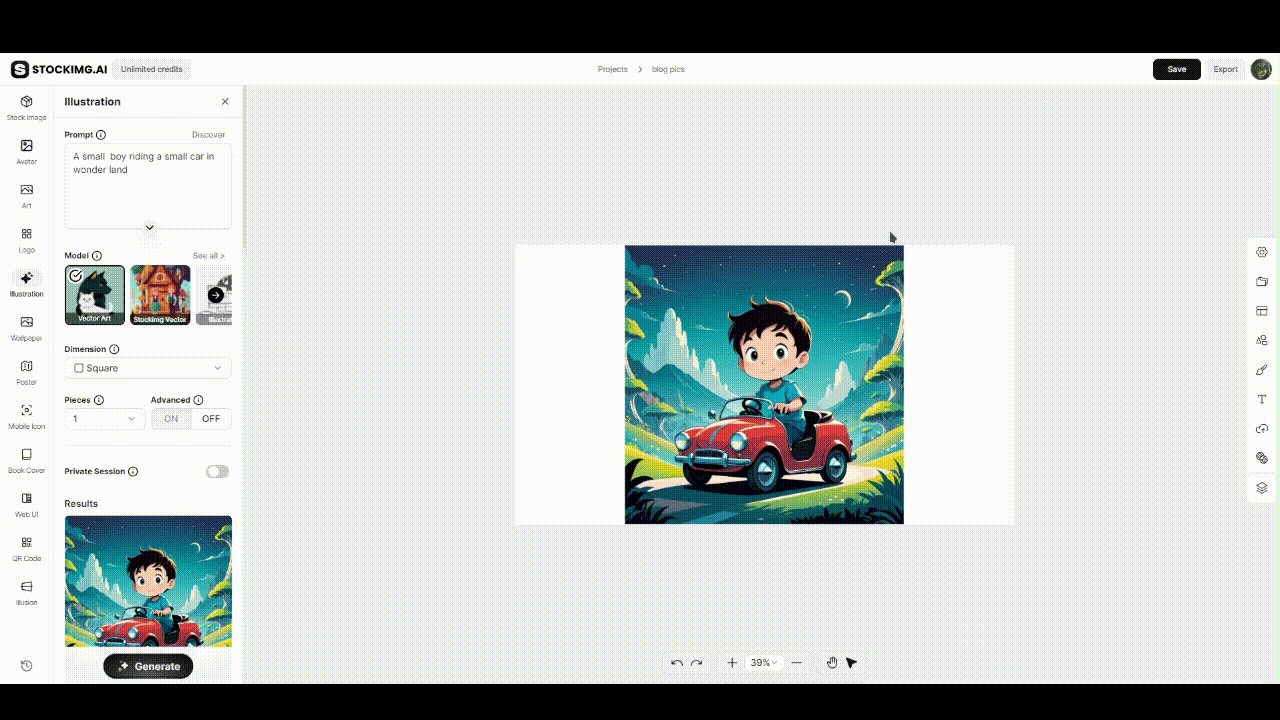 STOCKIMG.AI
Unlimited credits
Projects > blog pics
Save
Export
Stock Image
Avatar
Art
Logo
Illustration
Wallpaper
Poster
Mobile Icon
Book Cover
Web UI
QR Code
Illusion
Illustration
Prompt
Discover
A small boy riding a small car in
wonder land
Model
See all >
Vector Art
Stockimg Vector
Dimension
Square
Pieces
Advanced
1
ON
OFF
Private Session
Results
Generate
39%